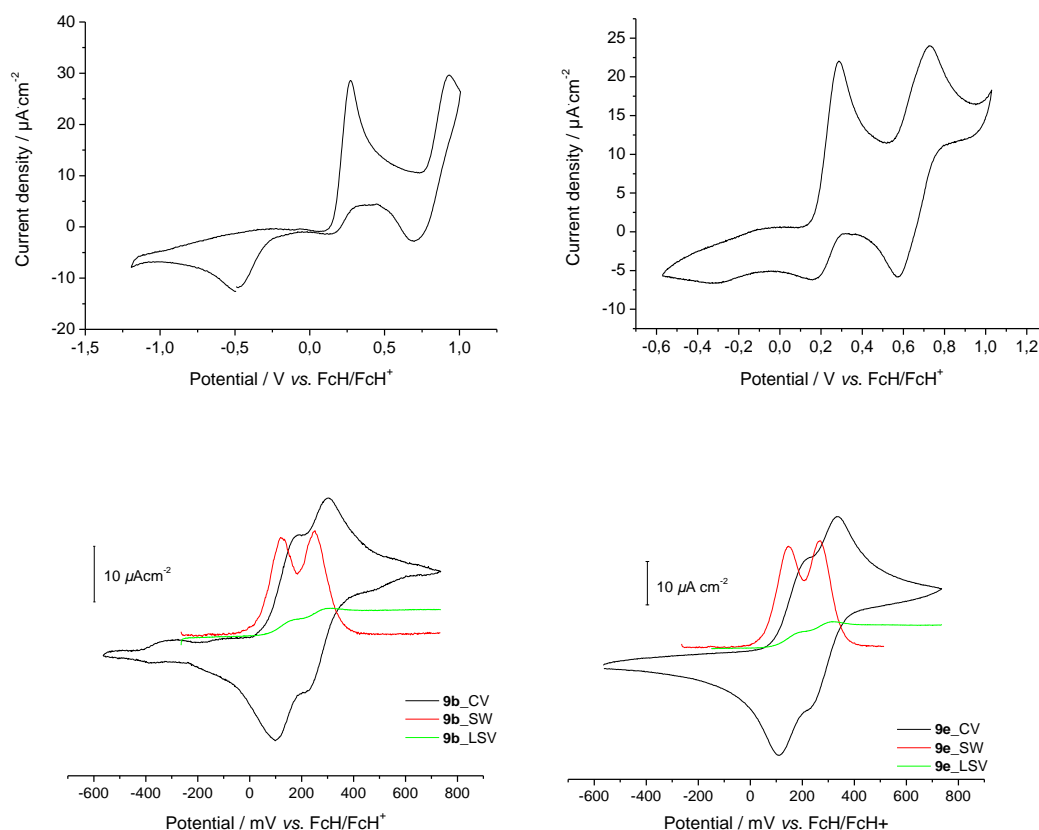 40
30
20
10
0
-10
-20
Current density / µA·cm-2
-1,5 -1,0 -0,5 0,0 0,5 1,0
Potential / V vs. FcH/FcH+
25
20
15
10
5
0
-5
-10
Current density / µA·cm-2
-0,6 -0,4 -0,2 0,0 0,2 0,4 0,6 0,8 1,0 1,2
Potential / V vs. FcH/FcH+
10 µAcm-2
9b_CV
9b_SW
9b_LSV
-600 -400 -200 0 200 400 600 800
Potential / mV vs. FcH/FcH+
10 µA cm-2
9e_CV
9e_SW
9e_LSV
-600 -400 -200 0 200 400 600 800
Potential / mV vs. FcH/FCH+